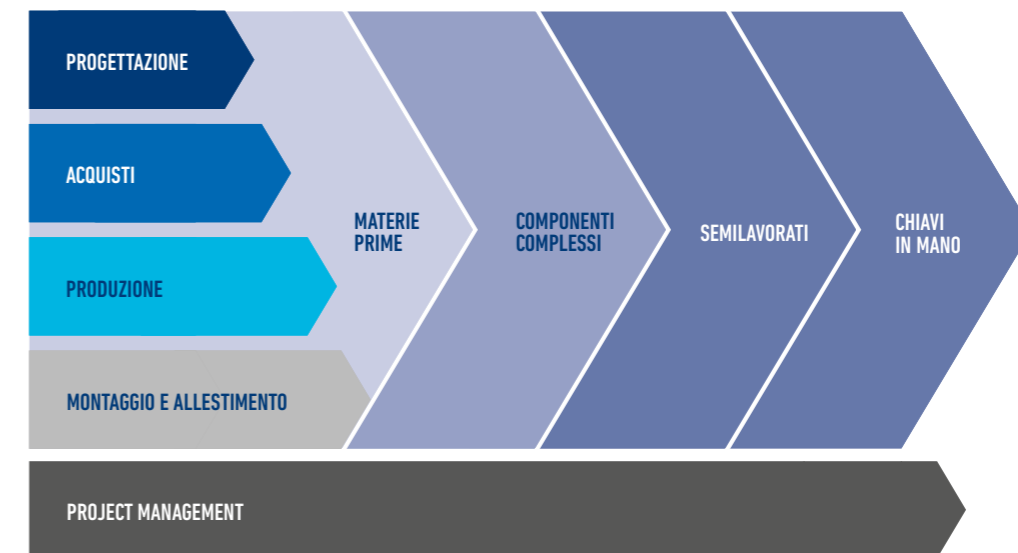 PROGETTAZIONE
ACQUISTI
PRODUZIONE
MONTAGGIO E ALLESTIMENTO
MATERIE
PRIME
COMPONENTI
COMPLESSI
SEMILAVORATI
CHIAVI
IN MANO
PROJECT MANAGEMENT